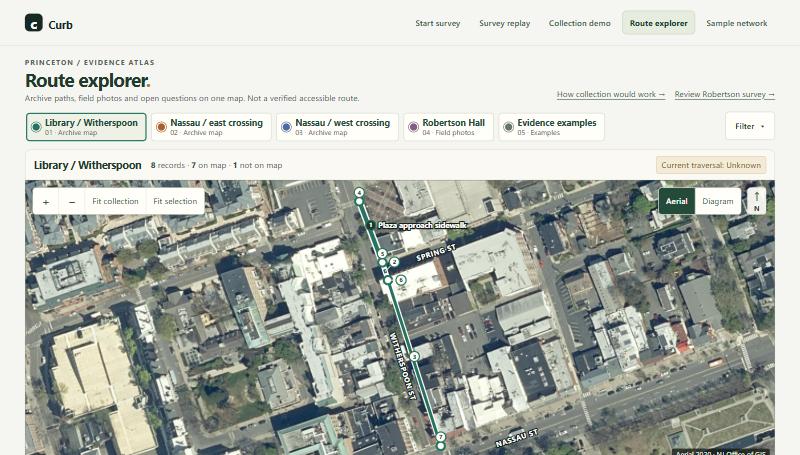 c Curb
Start survey Survey replay Collection demo Route explorer Sample network
PRINCETON / EVIDENCE ATLAS
Route explorer.
Archive paths, field photos and open questions on one map. Not a verified accessible route.
How collection would work → Review Robertson survey →
Library / Witherspoon
01 · Archive map
Nassau / east crossing
02 · Archive map
Nassau / west crossing
03 · Archive map
Robertson Hall
04 · Field photos
Evidence examples
05 · Examples
Filter
Library / Witherspoon 8 records · 7 on map · 1 not on map
Current traversal: Unknown
+ − Fit collection Fit selection
Aerial Diagram
↑
N
4
1 Plaza approach sidewalk
SPRING ST
2
6
WITHERSPOON ST
7
NASSAU ST
Aerial 2020 · NJ Office of GIS